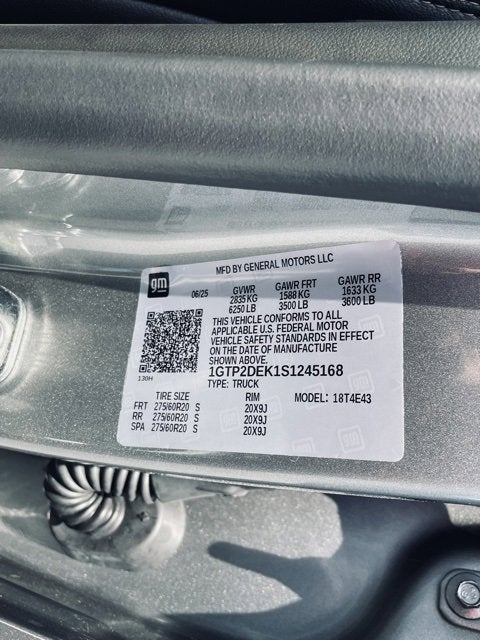 gm
MFD BY GENERAL MOTORS LLC
06/25 GVWR GAWR FRT GAWR RR
2835 KG 1588 KG 1633 KG
6250 LB 3500 LB 3600 LB
THIS VEHICLE CONFORMS TO ALL
APPLICABLE U.S. FEDERAL MOTOR
VEHICLE SAFETY STANDARDS IN EFFECT
ON THE DATE OF MANUFACTURE
SHOWN ABOVE.
130H 1GTP2DEK1S1245168
TYPE: TRUCK
TIRE SIZE RIM MODEL: 18T4E43
FRT 275/60R20 S 20X9J
RR 275/60R20 S 20X9J
SPA 275/60R20 S 20X9J